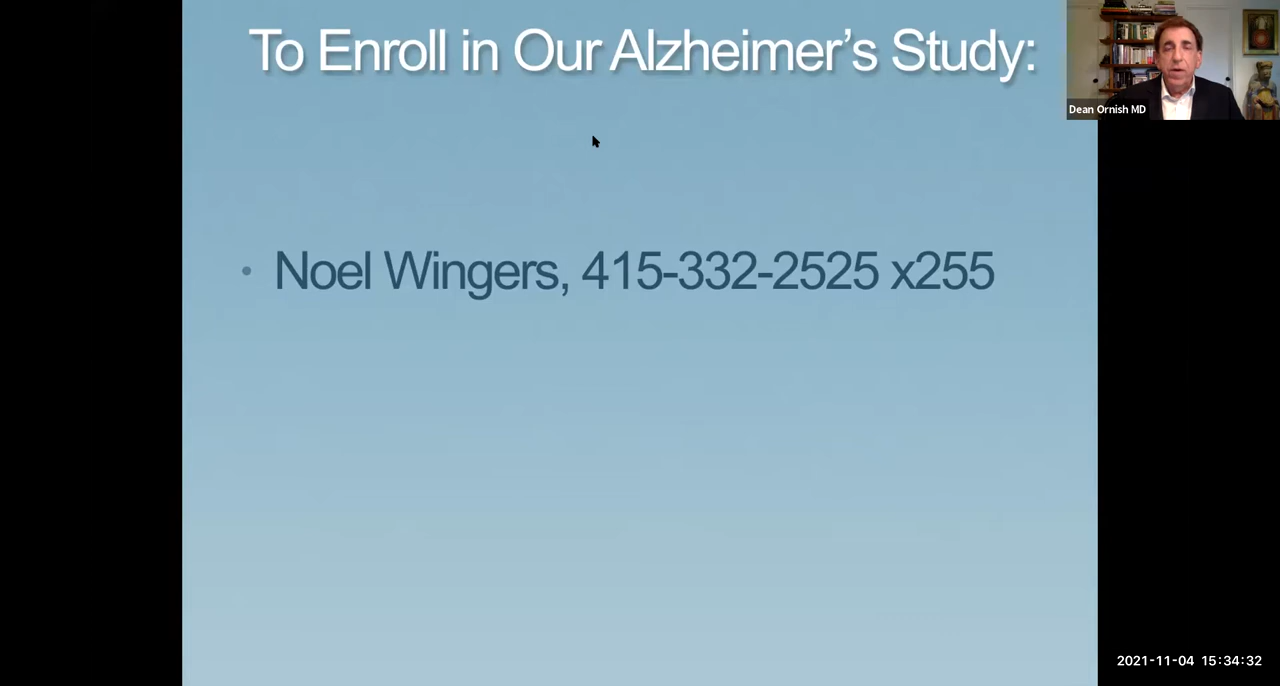 To Enroll in Our Alzheimer’s Study:
Dean Ornish MD
• Noel Wingers, 415-332-2525 x255
2021-11-04 15:34:32